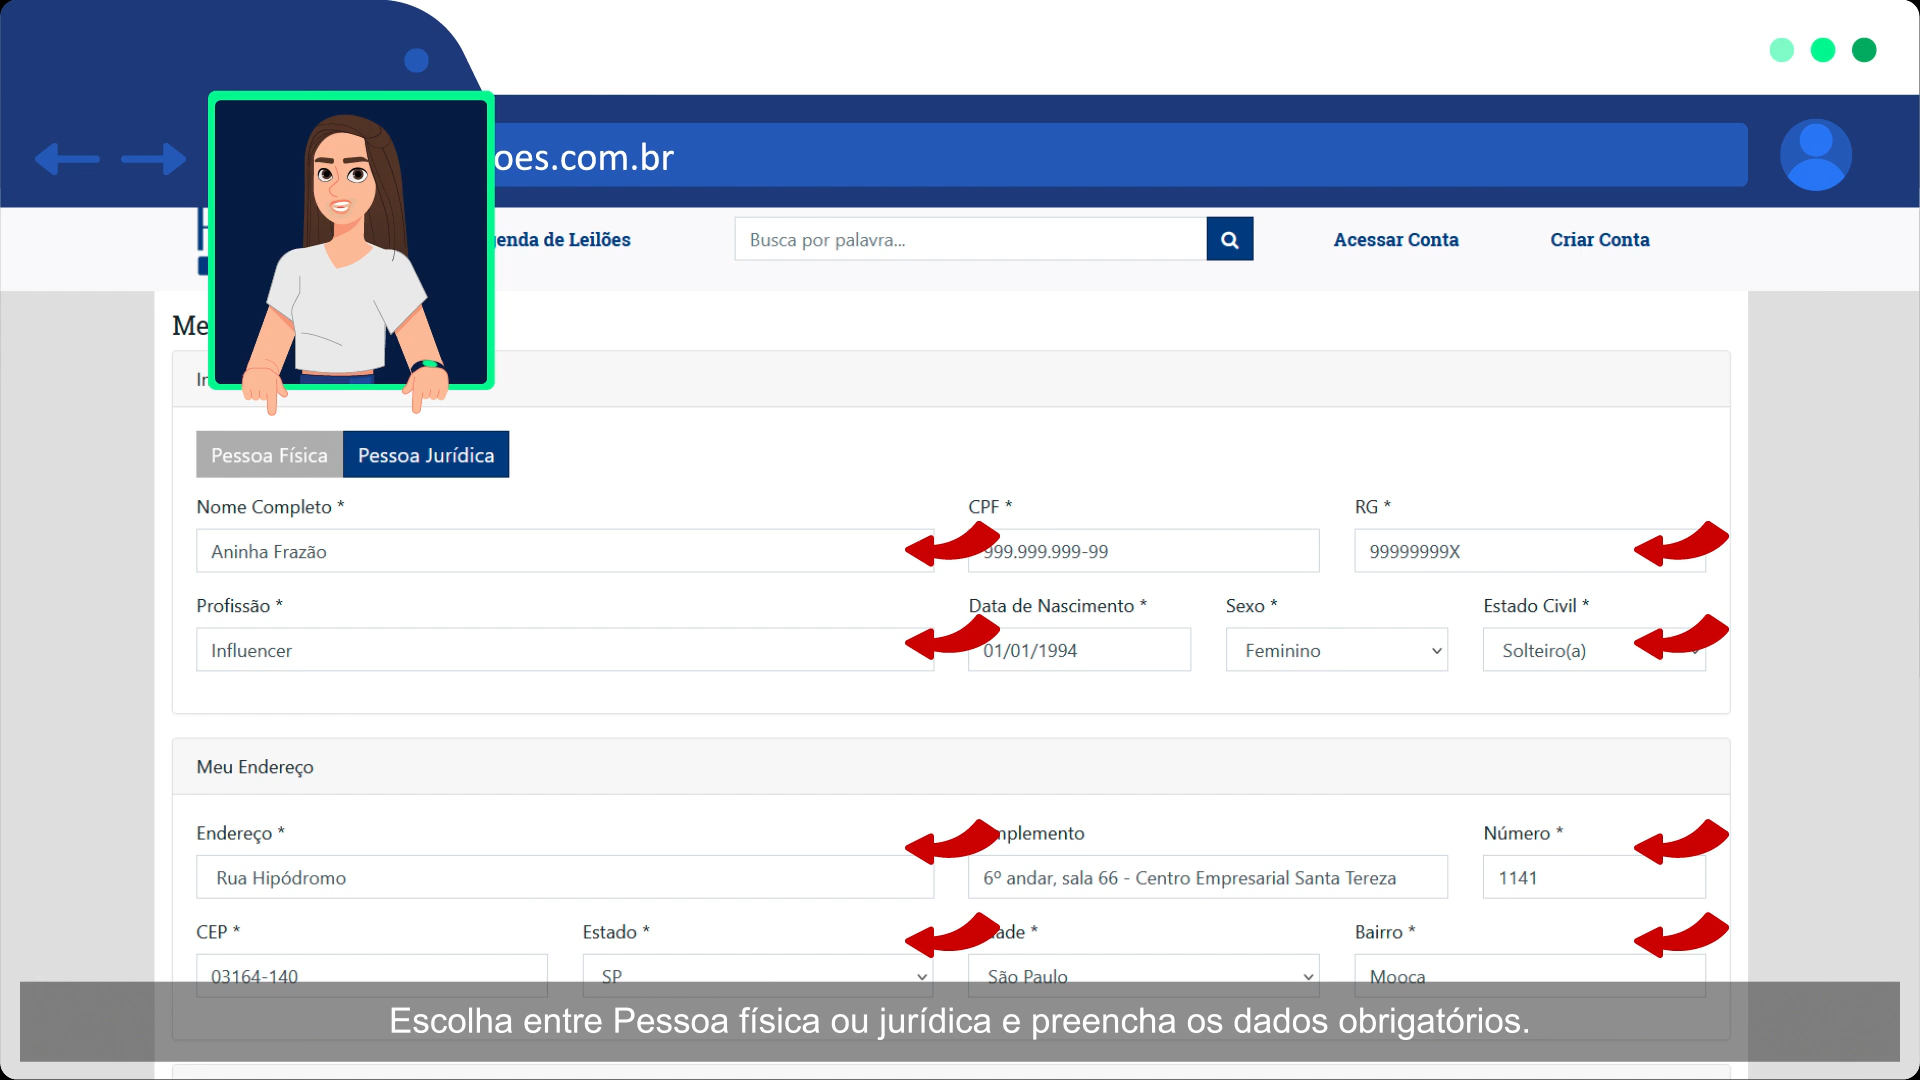 oes.com.br
enda de Leilões
Busca por palavra...
Acessar Conta
Criar Conta
Me
Pessoa Física
Pessoa Jurídica
Nome Completo *
CPF *
RG *
Aninha Frazão
999.999.999-99
99999999X
Profissão *
Data de Nascimento *
Sexo *
Estado Civil *
Influencer
01/01/1994
Feminino
Solteiro(a)
Meu Endereço
Endereço *
mplemento
Número *
Rua Hipódromo
6º andar, sala 66 - Centro Empresarial Santa Tereza
1141
CEP *
Estado *
ade *
Bairro *
03164-140
SP
São Paulo
Mooca
Escolha entre Pessoa física ou jurídica e preencha os dados obrigatórios.